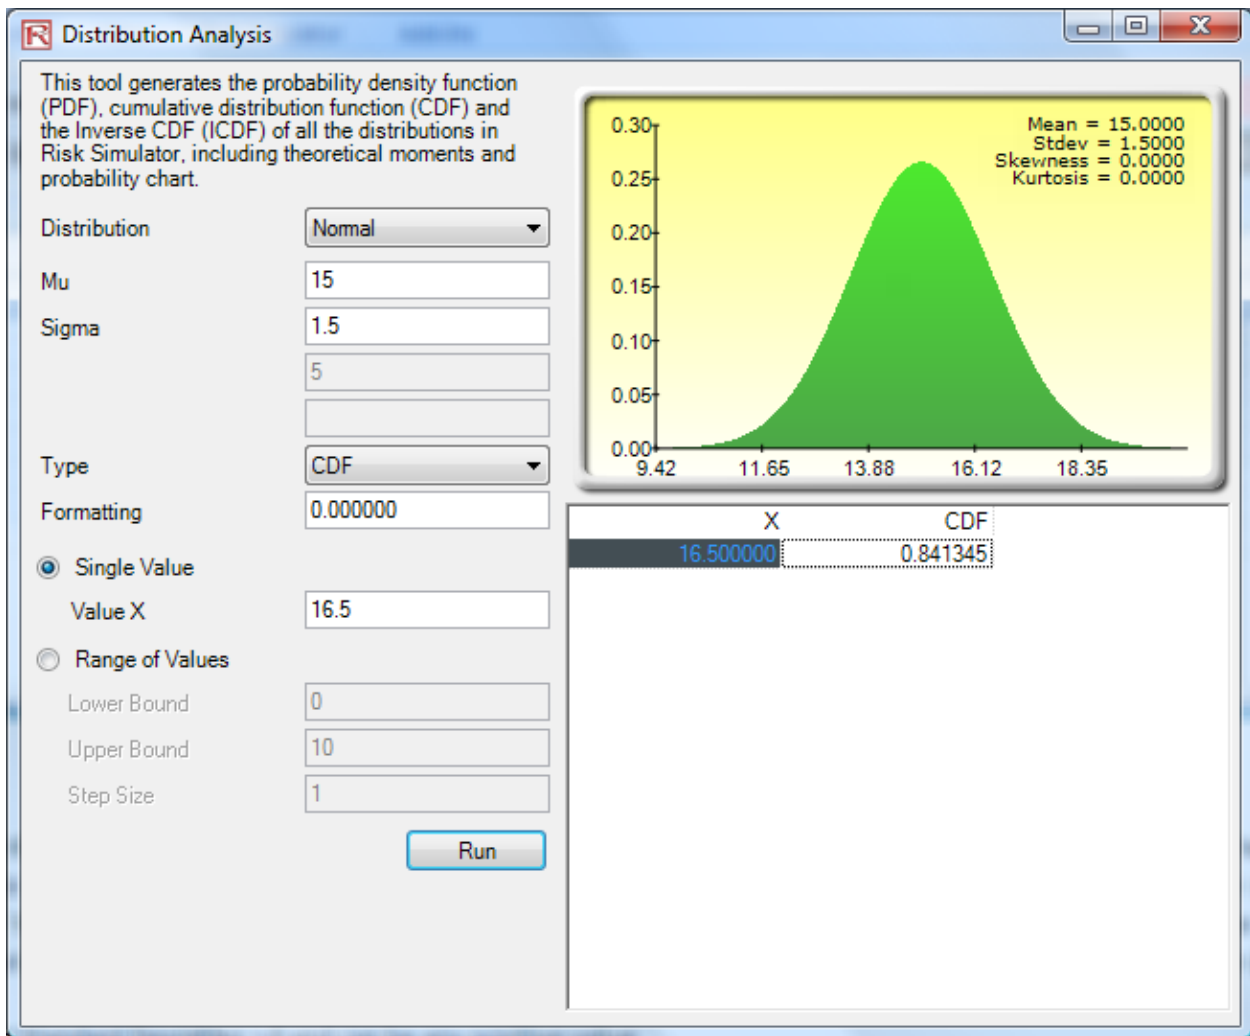 Distribution Analysis
This tool generates the probability density function
(PDF), cumulative distribution function (CDF) and
the Inverse CDF (ICDF) of all the distributions in
Risk Simulator, including theoretical moments and
probability chart.
Distribution Normal
Mu 15
Sigma 1.5
5
Type CDF
Formatting 0.000000
Single Value
Value X 16.5
Range of Values
Lower Bound 0
Upper Bound 10
Step Size 1
Run
Mean = 15.0000
Stdev = 1.5000
Skewness = 0.0000
Kurtosis = 0.0000
0.30
0.25
0.20
0.15
0.10
0.05
0.00
9.42 11.65 13.88 16.12 18.35
X CDF
16.500000 0.841345